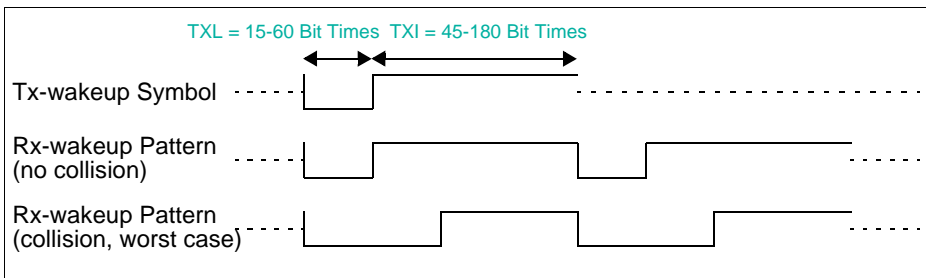 TXL = 15-60 Bit Times TXI = 45-180 Bit Times
Tx-wakeup Symbol
Rx-wakeup Pattern
(no collision)
Rx-wakeup Pattern
(collision, worst case)